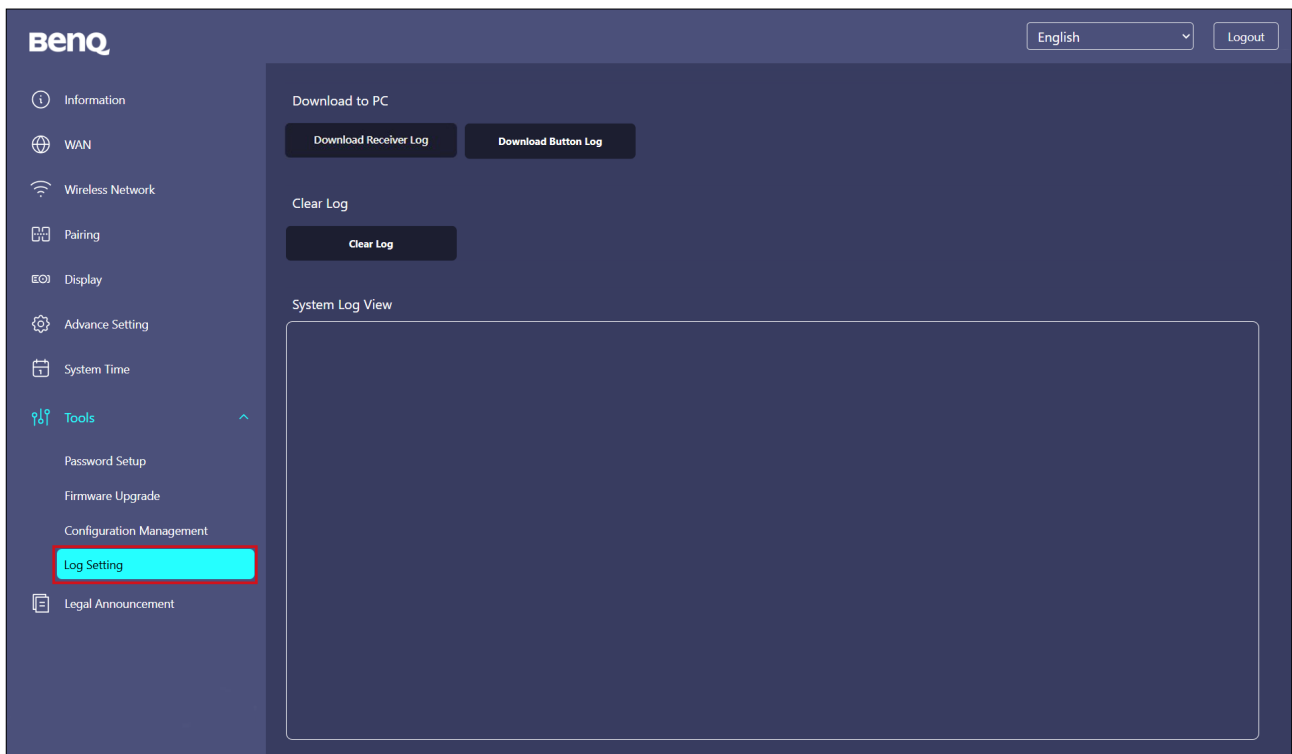 BenQ
English
Logout
Information
WAN
Wireless Network
Pairing
Display
Advance Setting
1
System Time
Tools
Password Setup
Firmware Upgrade
Configuration Management
Log Setting
Legal Announcement
Download to PC
Download Receiver Log
Download Button Log
Clear Log
Clear Log
System Log View